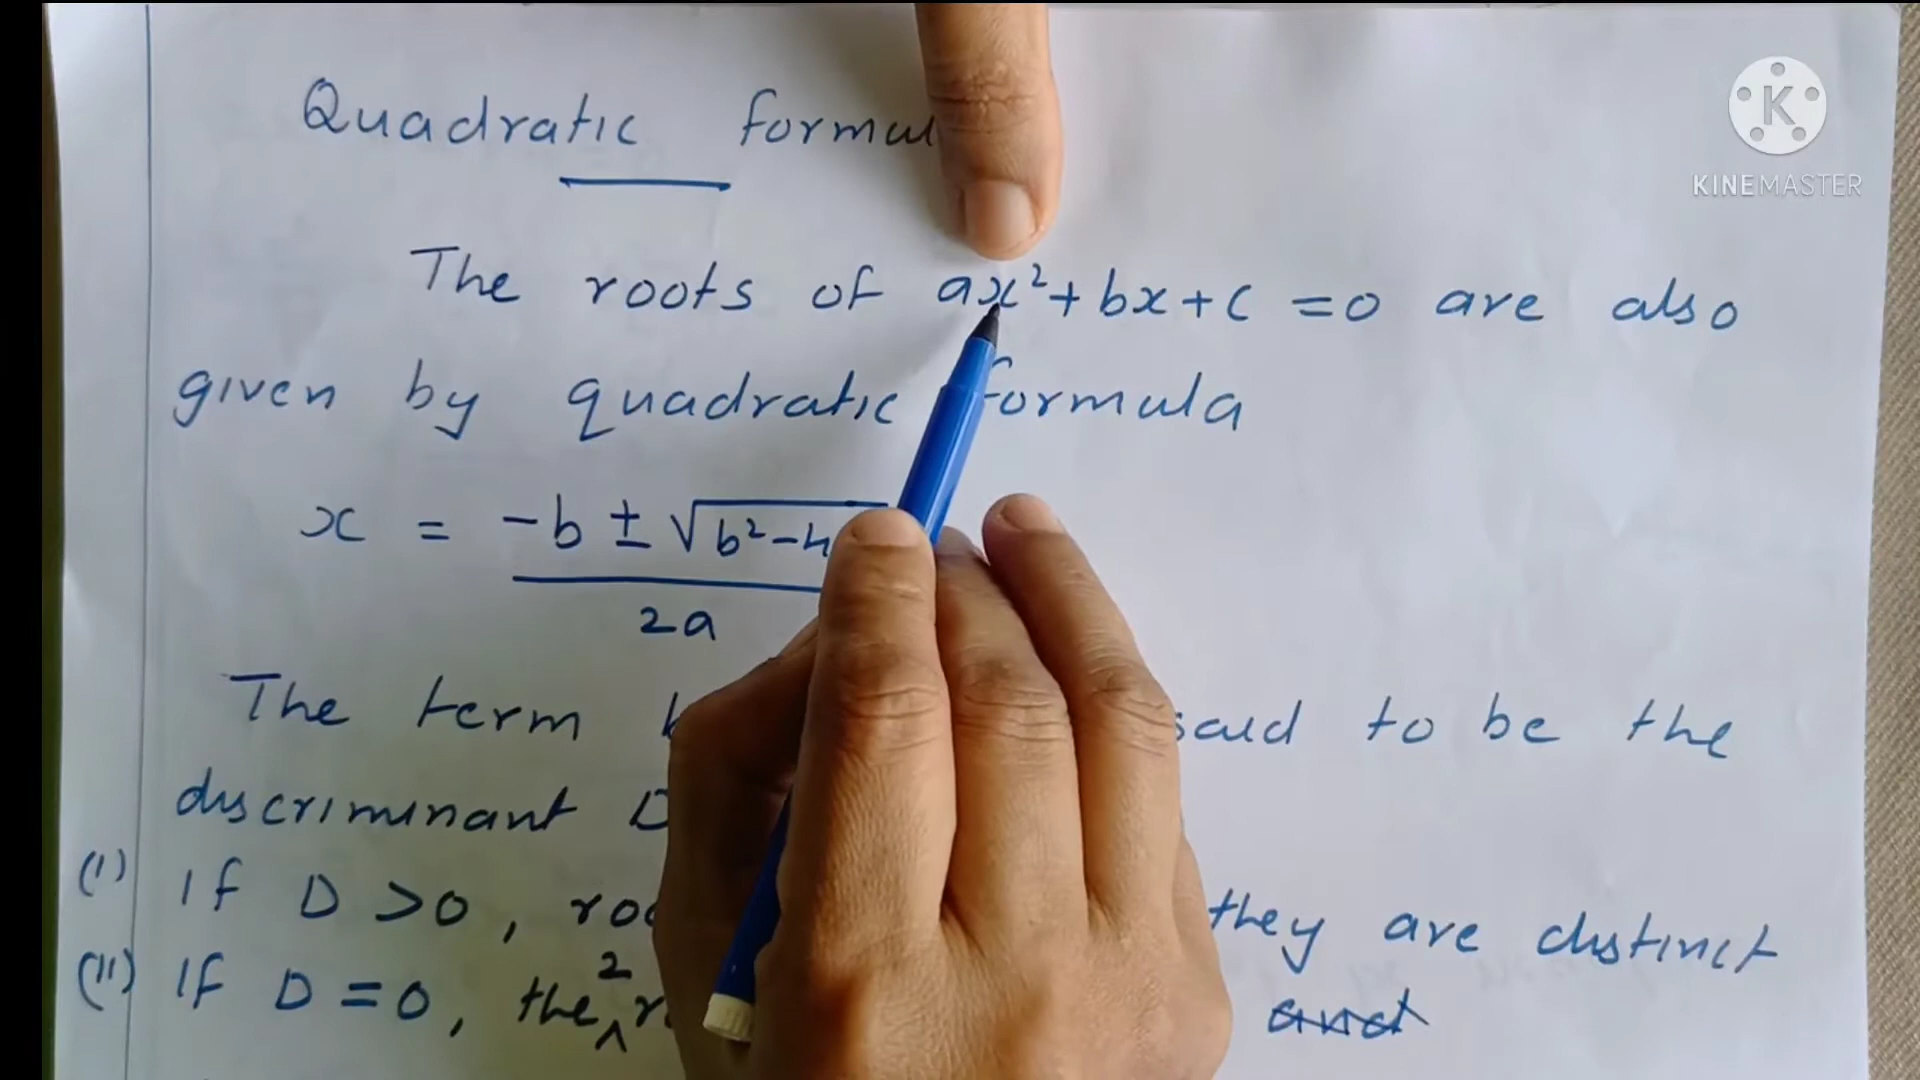 Quadratic
K
KINEMASTER
The roots of ax²+bx+c =0 are also
given by quadratic formula
x = -b ± √b²-4
2a
The term said to be the
discriminant D
(i) If D >0, they are distinct
(ii) If D =0, the 2
and